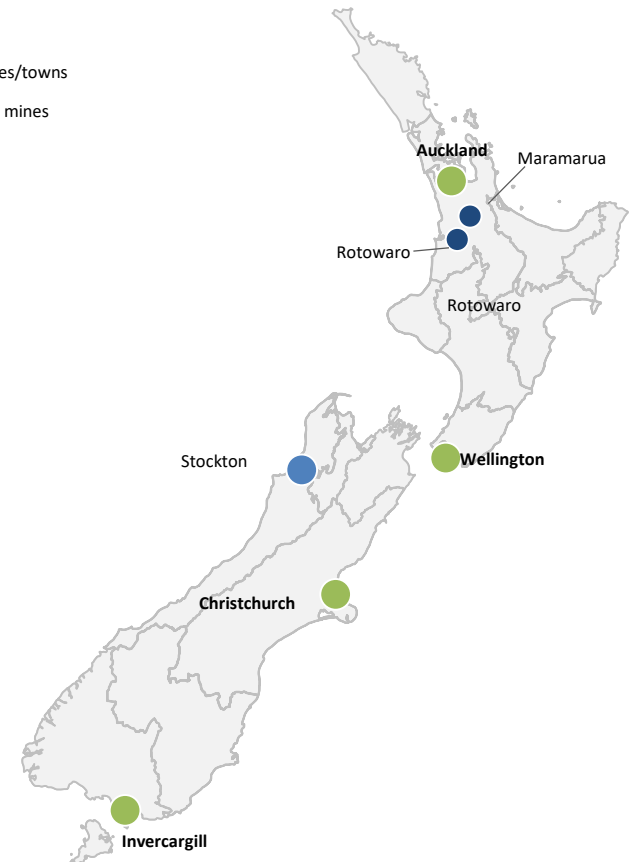 es/towns
mines
Auckland
Maramarua
Rotowaro
Rotowaro
Stockton
Wellington
Christchurch
Invercargill